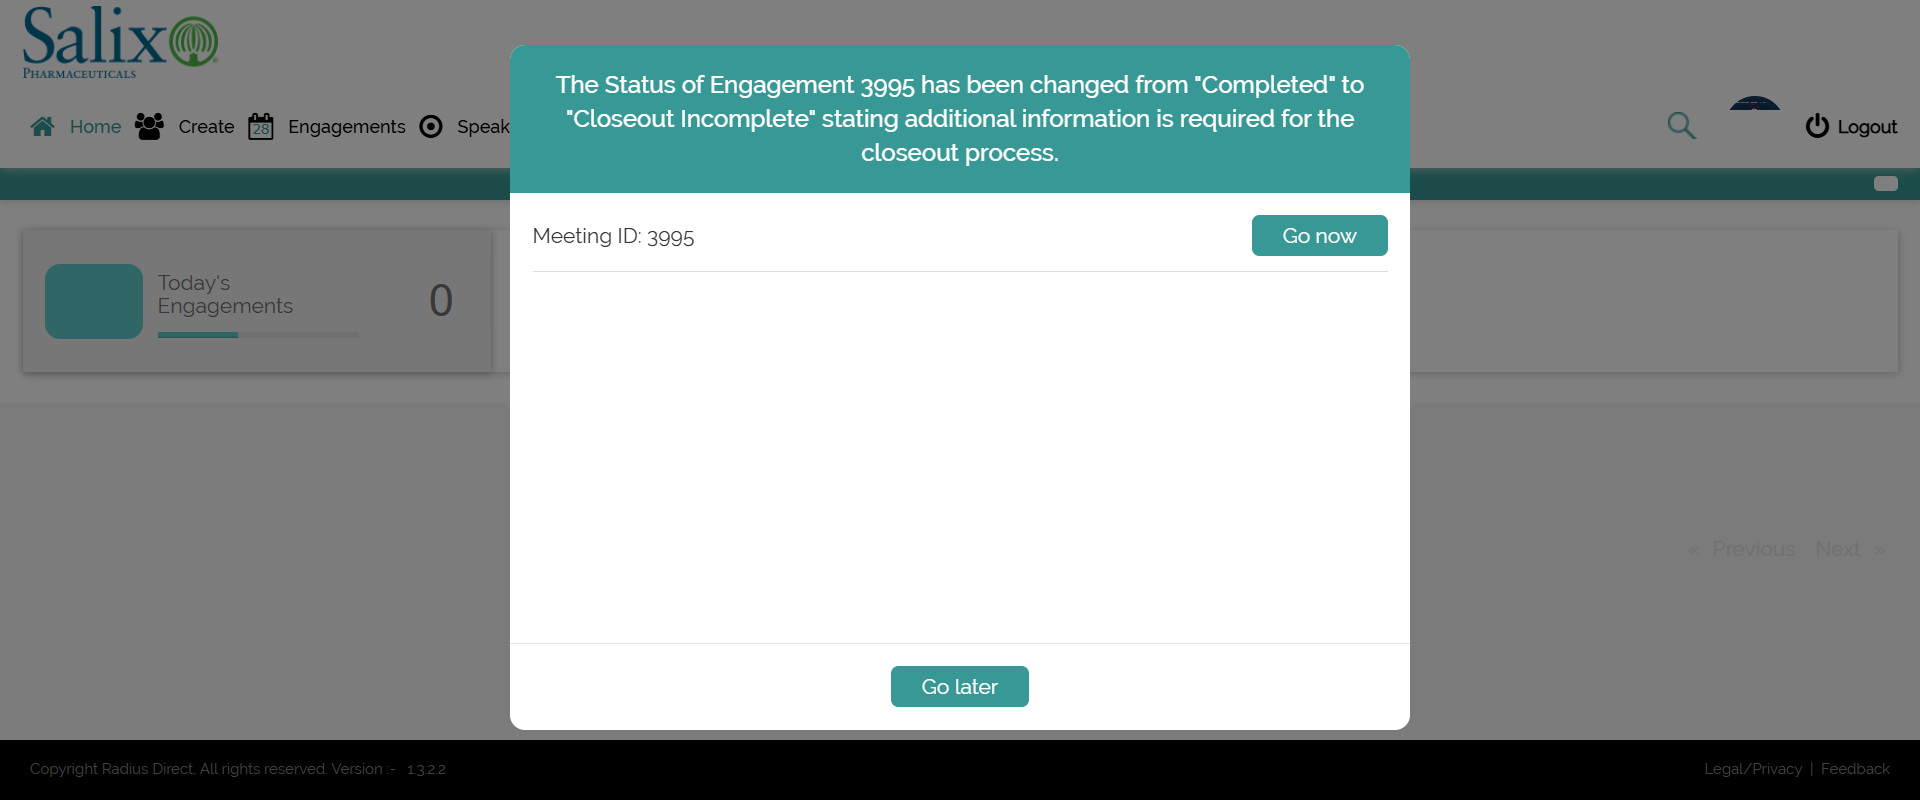 Salix
PHARMACEUTICALS
Home
Create
28
Engagements
Speak
Logout
The Status of Engagement 3995 has been changed from "Completed" to
"Closeout Incomplete" stating additional information is required for the
closeout process.
Meeting ID: 3995
Go now
Today's
Engagements
0
« Previous Next »
Go later
Copyright Radius Direct. All rights reserved. Version :- 1.3.2.2
Legal/Privacy | Feedback